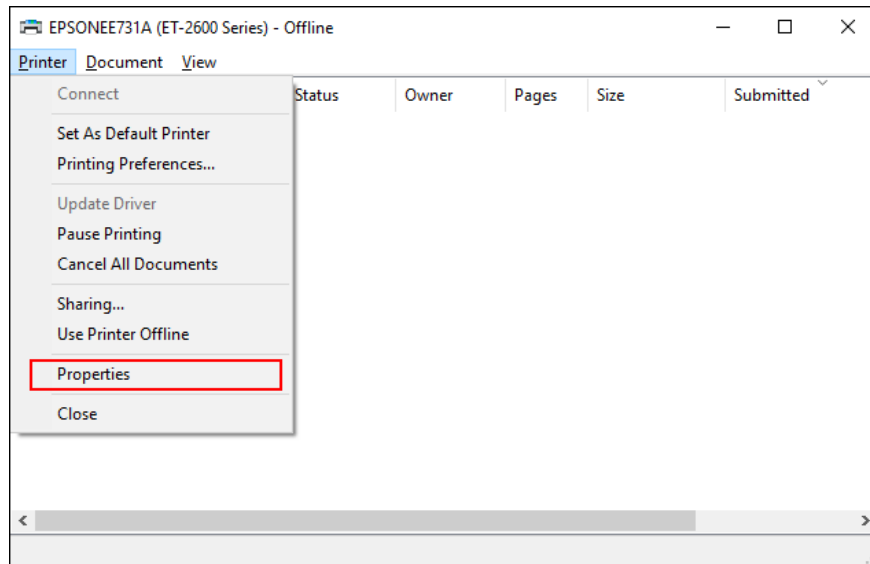 EPSONEE731A (ET-2600 Series) - Offline
Printer Document View
Status Owner Pages Size Submitted
Connect
Set As Default Printer
Printing Preferences...
Update Driver
Pause Printing
Cancel All Documents
Sharing...
Use Printer Offline
Properties
Close